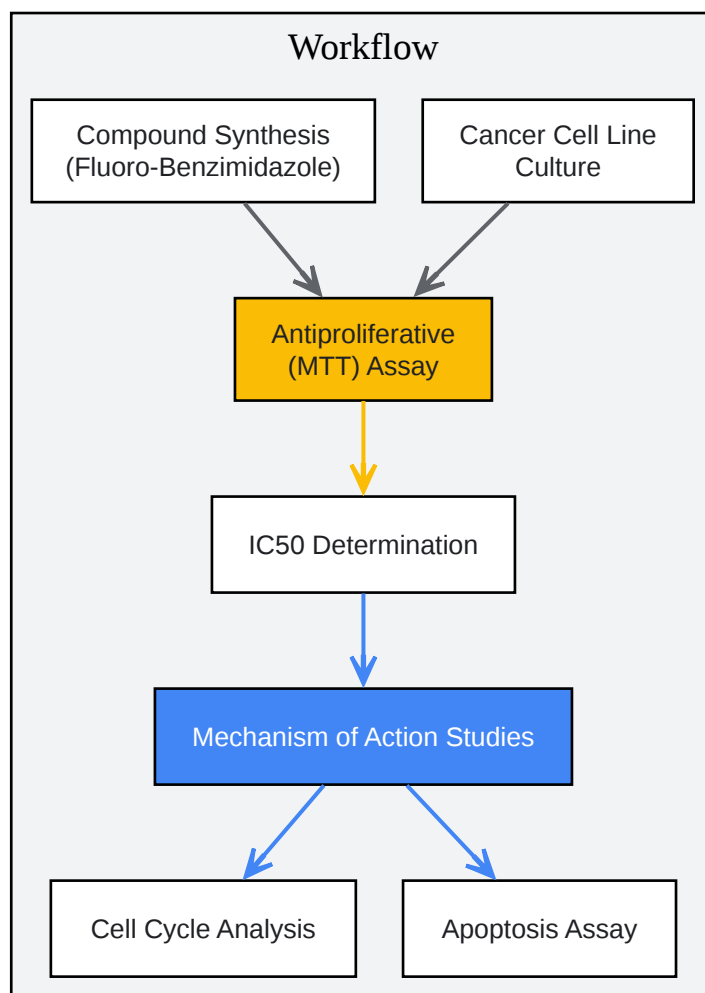 Workflow
Compound Synthesis
(Fluoro-Benzimidazole)
Cancer Cell Line
Culture
Antiproliferative
(MTT) Assay
IC50 Determination
Mechanism of Action Studies
Cell Cycle Analysis
Apoptosis Assay